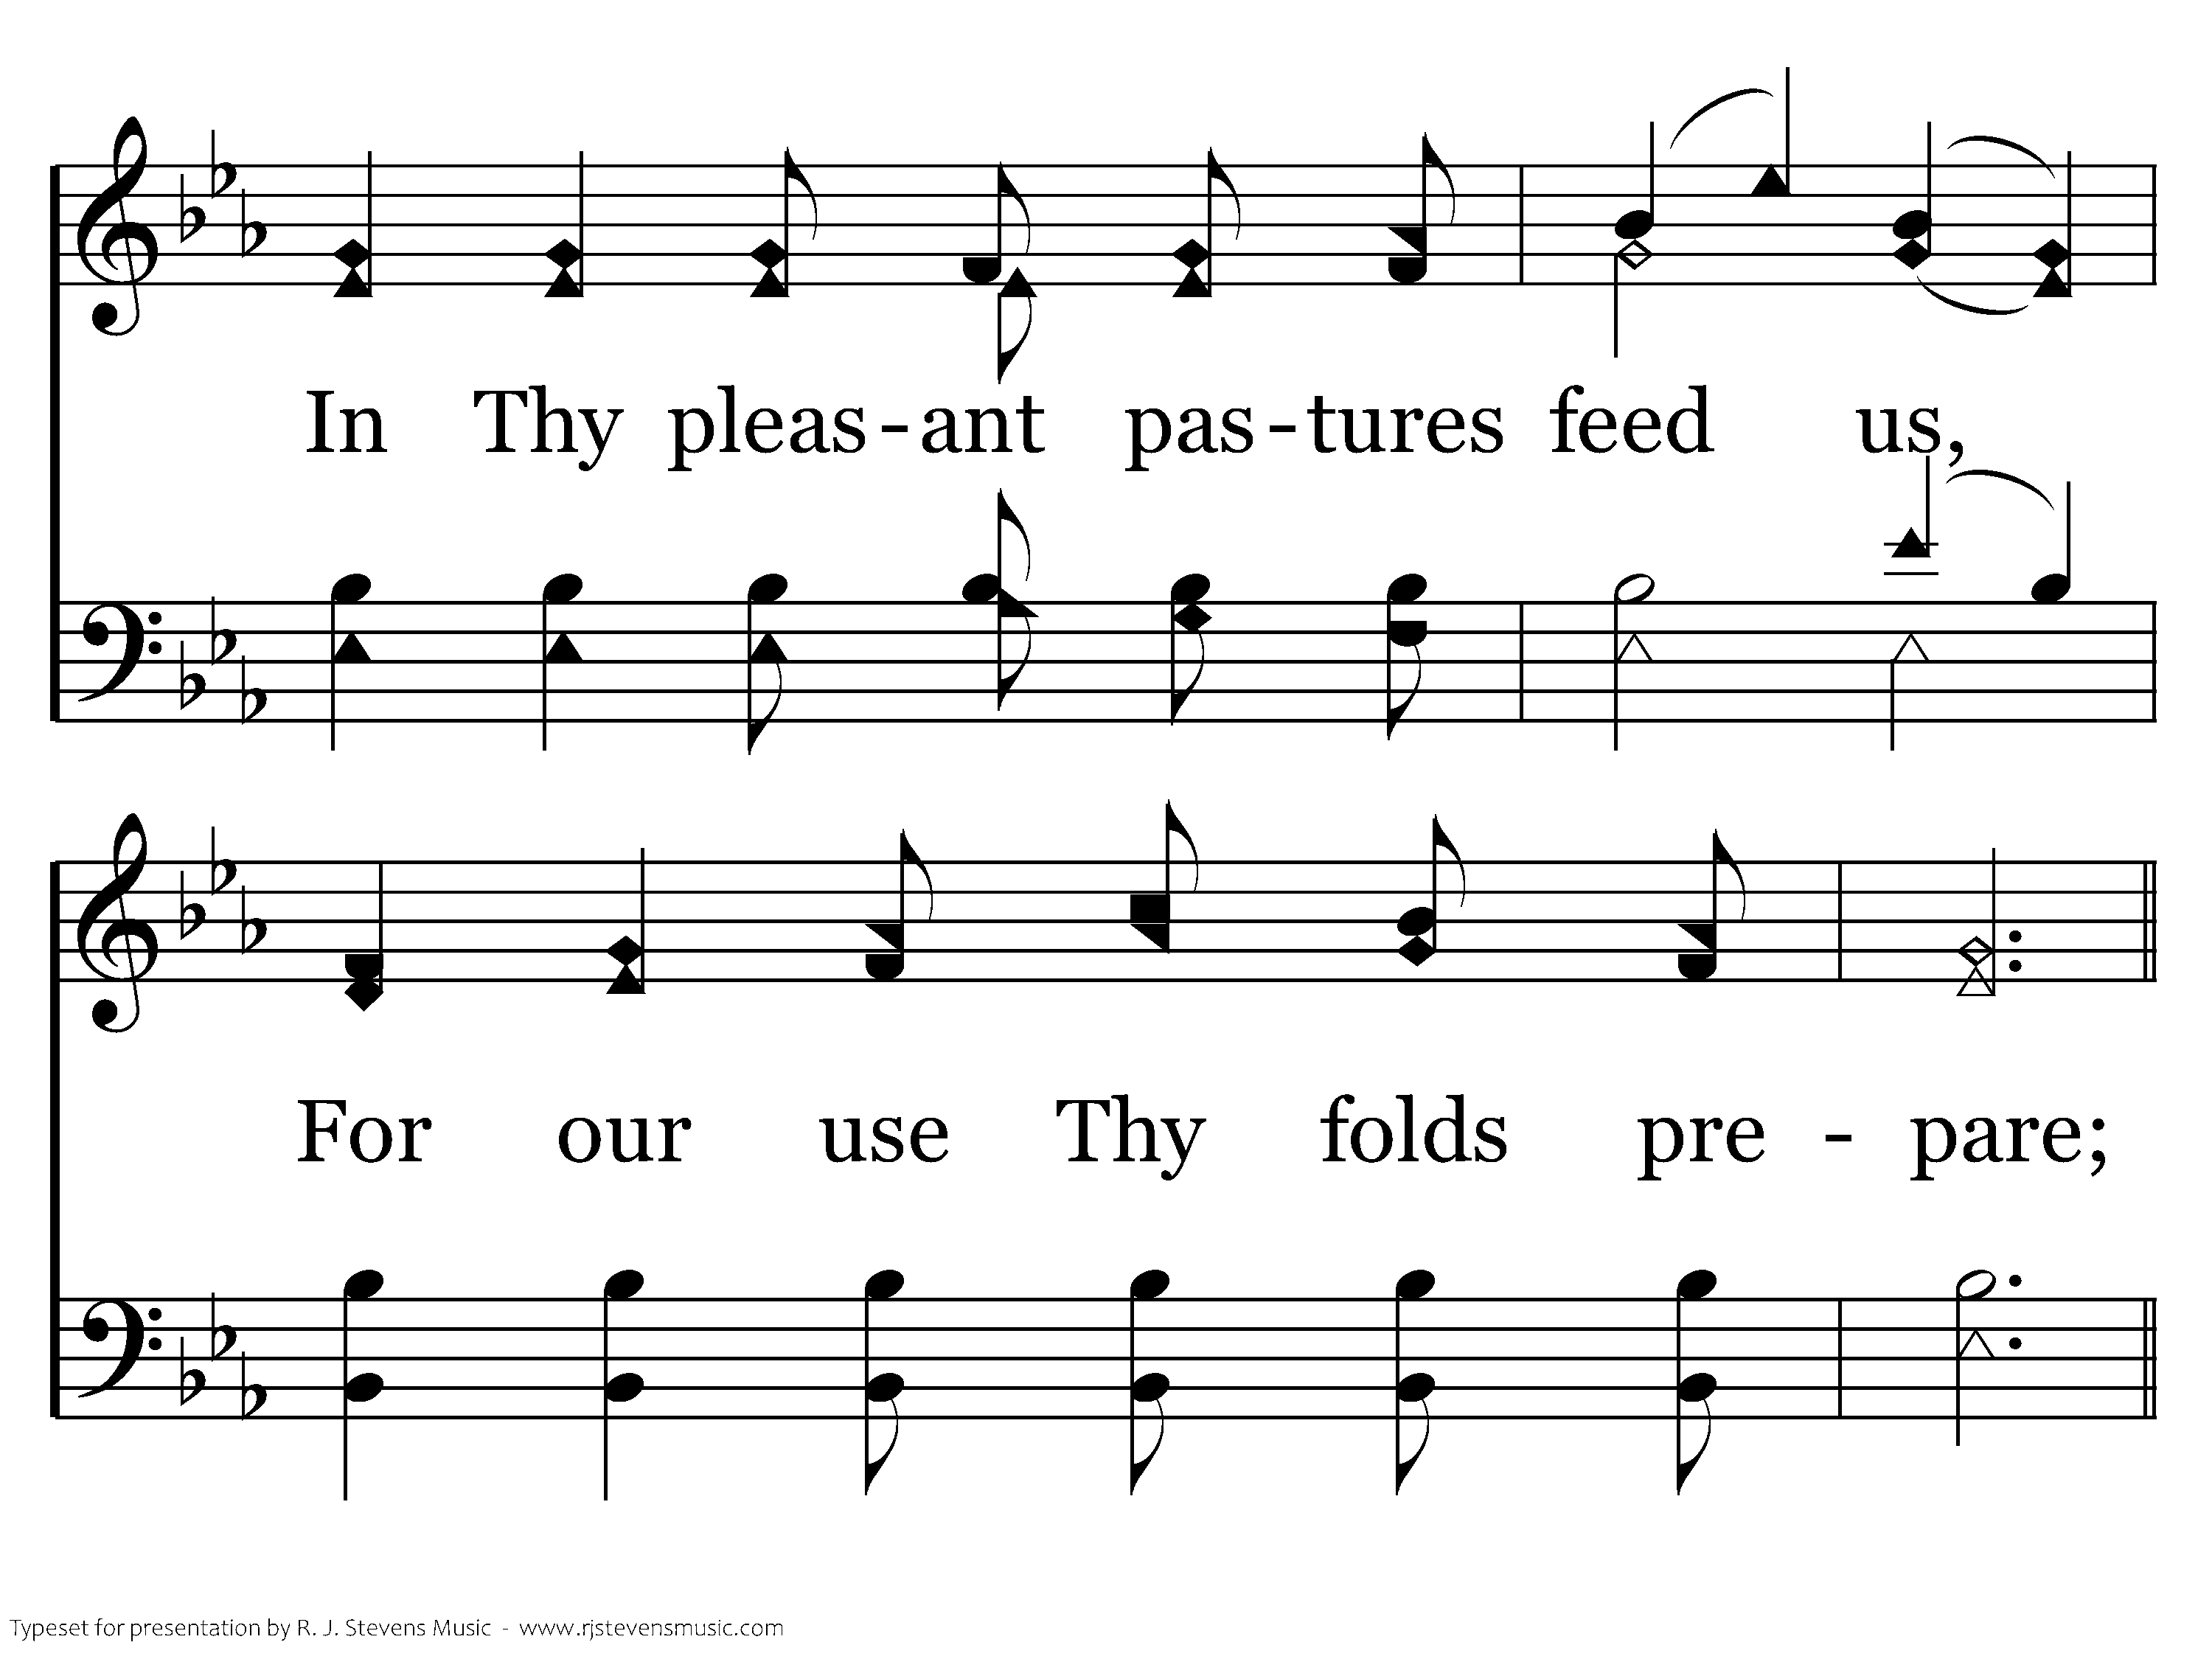 In Thy pleas-ant pas-tures feed us,
For our use Thy folds pre - pare;
Typeset for presentation by R. J. Stevens Music - www.rjstevensmusic.com